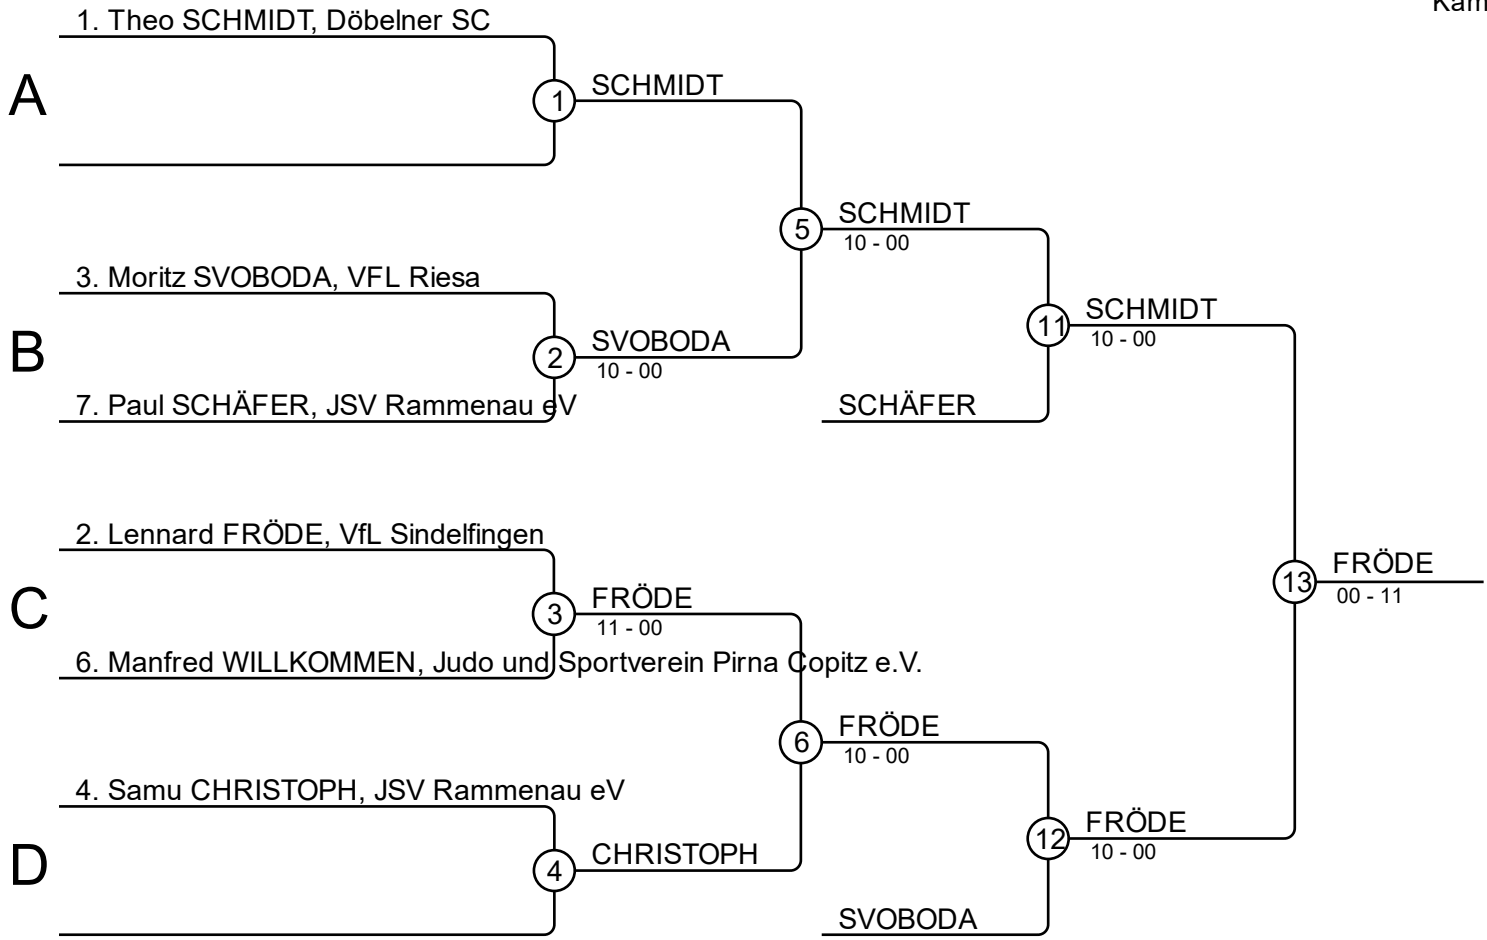 Kam
1. Theo SCHMIDT, Döbelner SC
A
1
SCHMIDT
5
SCHMIDT
10 - 00
3. Moritz SVOBODA, VFL Riesa
11
SCHMIDT
10 - 00
B
2
SVOBODA
10 - 00
7. Paul SCHÄFER, JSV Rammenau eV
SCHÄFER
2. Lennard FRÖDE, VfL Sindelfingen
13
FRÖDE
00 - 11
C
3
FRÖDE
11 - 00
6. Manfred WILLKOMMEN, Judo und Sportverein Pirna Copitz e.V.
6
FRÖDE
10 - 00
4. Samu CHRISTOPH, JSV Rammenau eV
12
FRÖDE
10 - 00
D
4
CHRISTOPH
SVOBODA